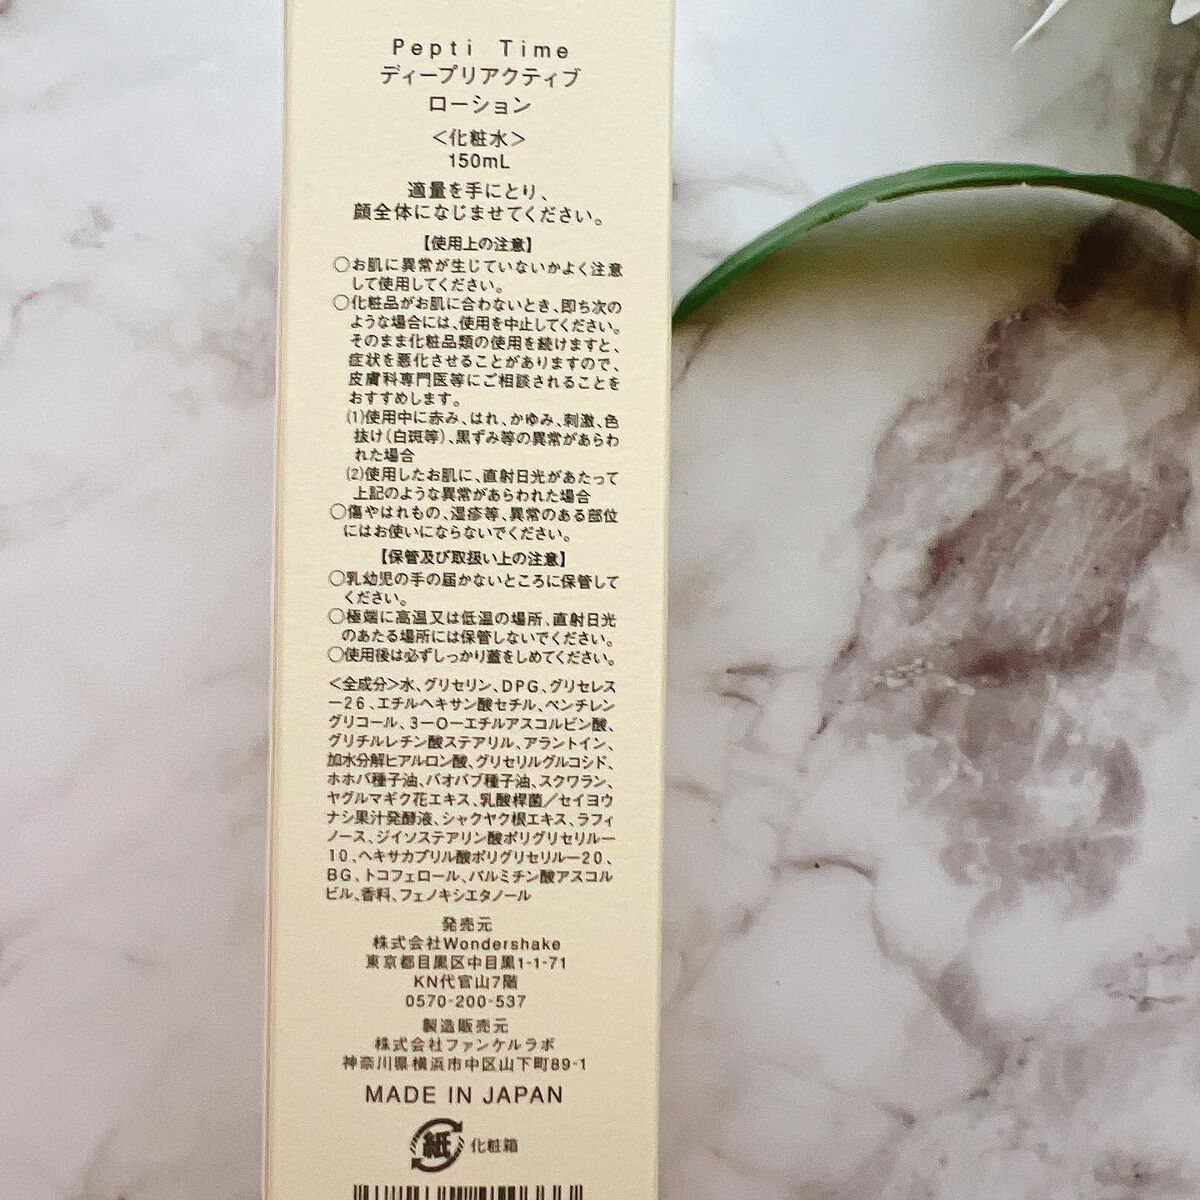 Pepti Time
ディープリアクティブ
ローション
＜化粧水＞
150mL
適量を手にとり、
顔全体になじませてください。
【使用上の注意】
○お肌に異常が生じていないかよく注意
して使用してください。
○化粧品がお肌に合わないとき、即ち次の
ような場合には、使用を中止してください。
そのまま化粧品類の使用を続けますと、
症状を悪化させることがありますので、
皮膚科専門医等にご相談されることを
おすすめします。
(1)使用中に赤み、はれ、かゆみ、刺激、色
抜け(白斑等)、黒ずみ等の異常があらわ
れた場合
(2)使用したお肌に、直射日光があたって
上記のような異常があらわれた場合
○傷やはれもの、湿疹等、異常のある部位
にはお使いにならないでください。
【保管及び取扱い上の注意】
○乳幼児の手の届かないところに保管して
ください。
○極端に高温又は低温の場所、直射日光
のあたる場所には保管しないでください。
○使用後は必ずしっかり蓋をしめてください。
＜全成分＞水、グリセリン、DPG、グリセレス
ー26、エチルヘキサン酸セチル、ペンチレン
グリコール、3ーOーエチルアスコルビン酸、
グリチルレチン酸ステアリル、アラントイン、
加水分解ヒアルロン酸、グリセリルグルコシド、
ホホバ種子油、バオバブ種子油、スクワラン、
ヤグルマギク花エキス、乳酸桿菌／セイヨウ
ナシ果汁発酵液、シャクヤク根エキス、ラフィ
ノース、ジイソステアリン酸ポリグリセリルー
10、ヘキサカプリル酸ポリグリセリルー20、
BG、トコフェロール、パルミチン酸アスコル
ビル、香料、フェノキシエタノール
発売元
株式会社Wondershake
東京都目黒区中目黒1-1-71
KN代官山7階
0570-200-537
製造販売元
株式会社ファンケルラボ
神奈川県横浜市中区山下町89-1
MADE IN JAPAN
紙 化粧箱